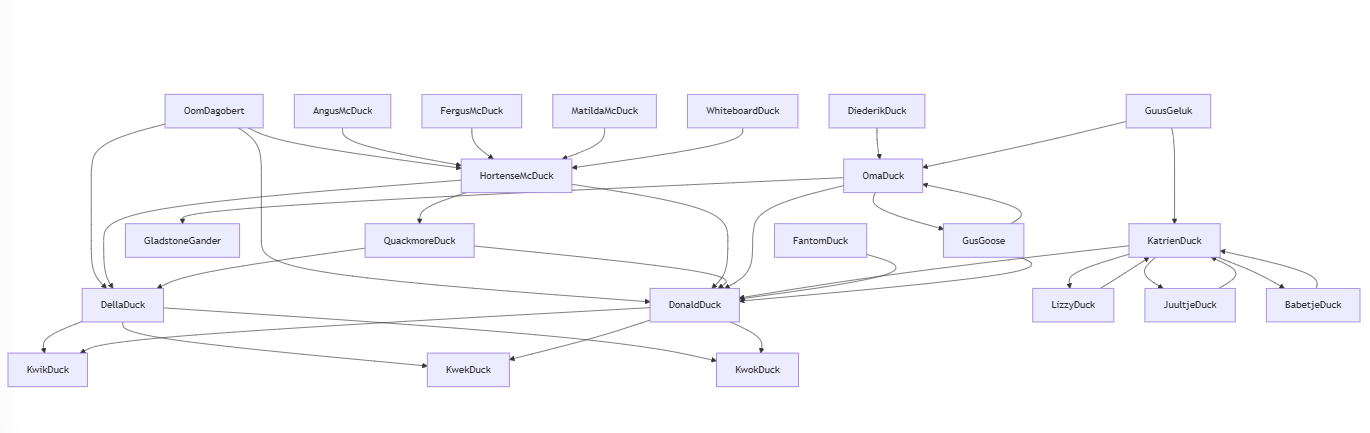 OomDagobert
AngusMcDuck
FergusMcDuck
MatildaMcDuck
WhiteboardDuck
DiederikDuck
GuusGeluk
HortenseMcDuck
OmaDuck
GladstoneGander
QuackmoreDuck
FantomDuck
GusGoose
KatrienDuck
DellaDuck
DonaldDuck
LizzyDuck
JuultjeDuck
BabetjeDuck
KwikDuck
KwekDuck
KwokDuck